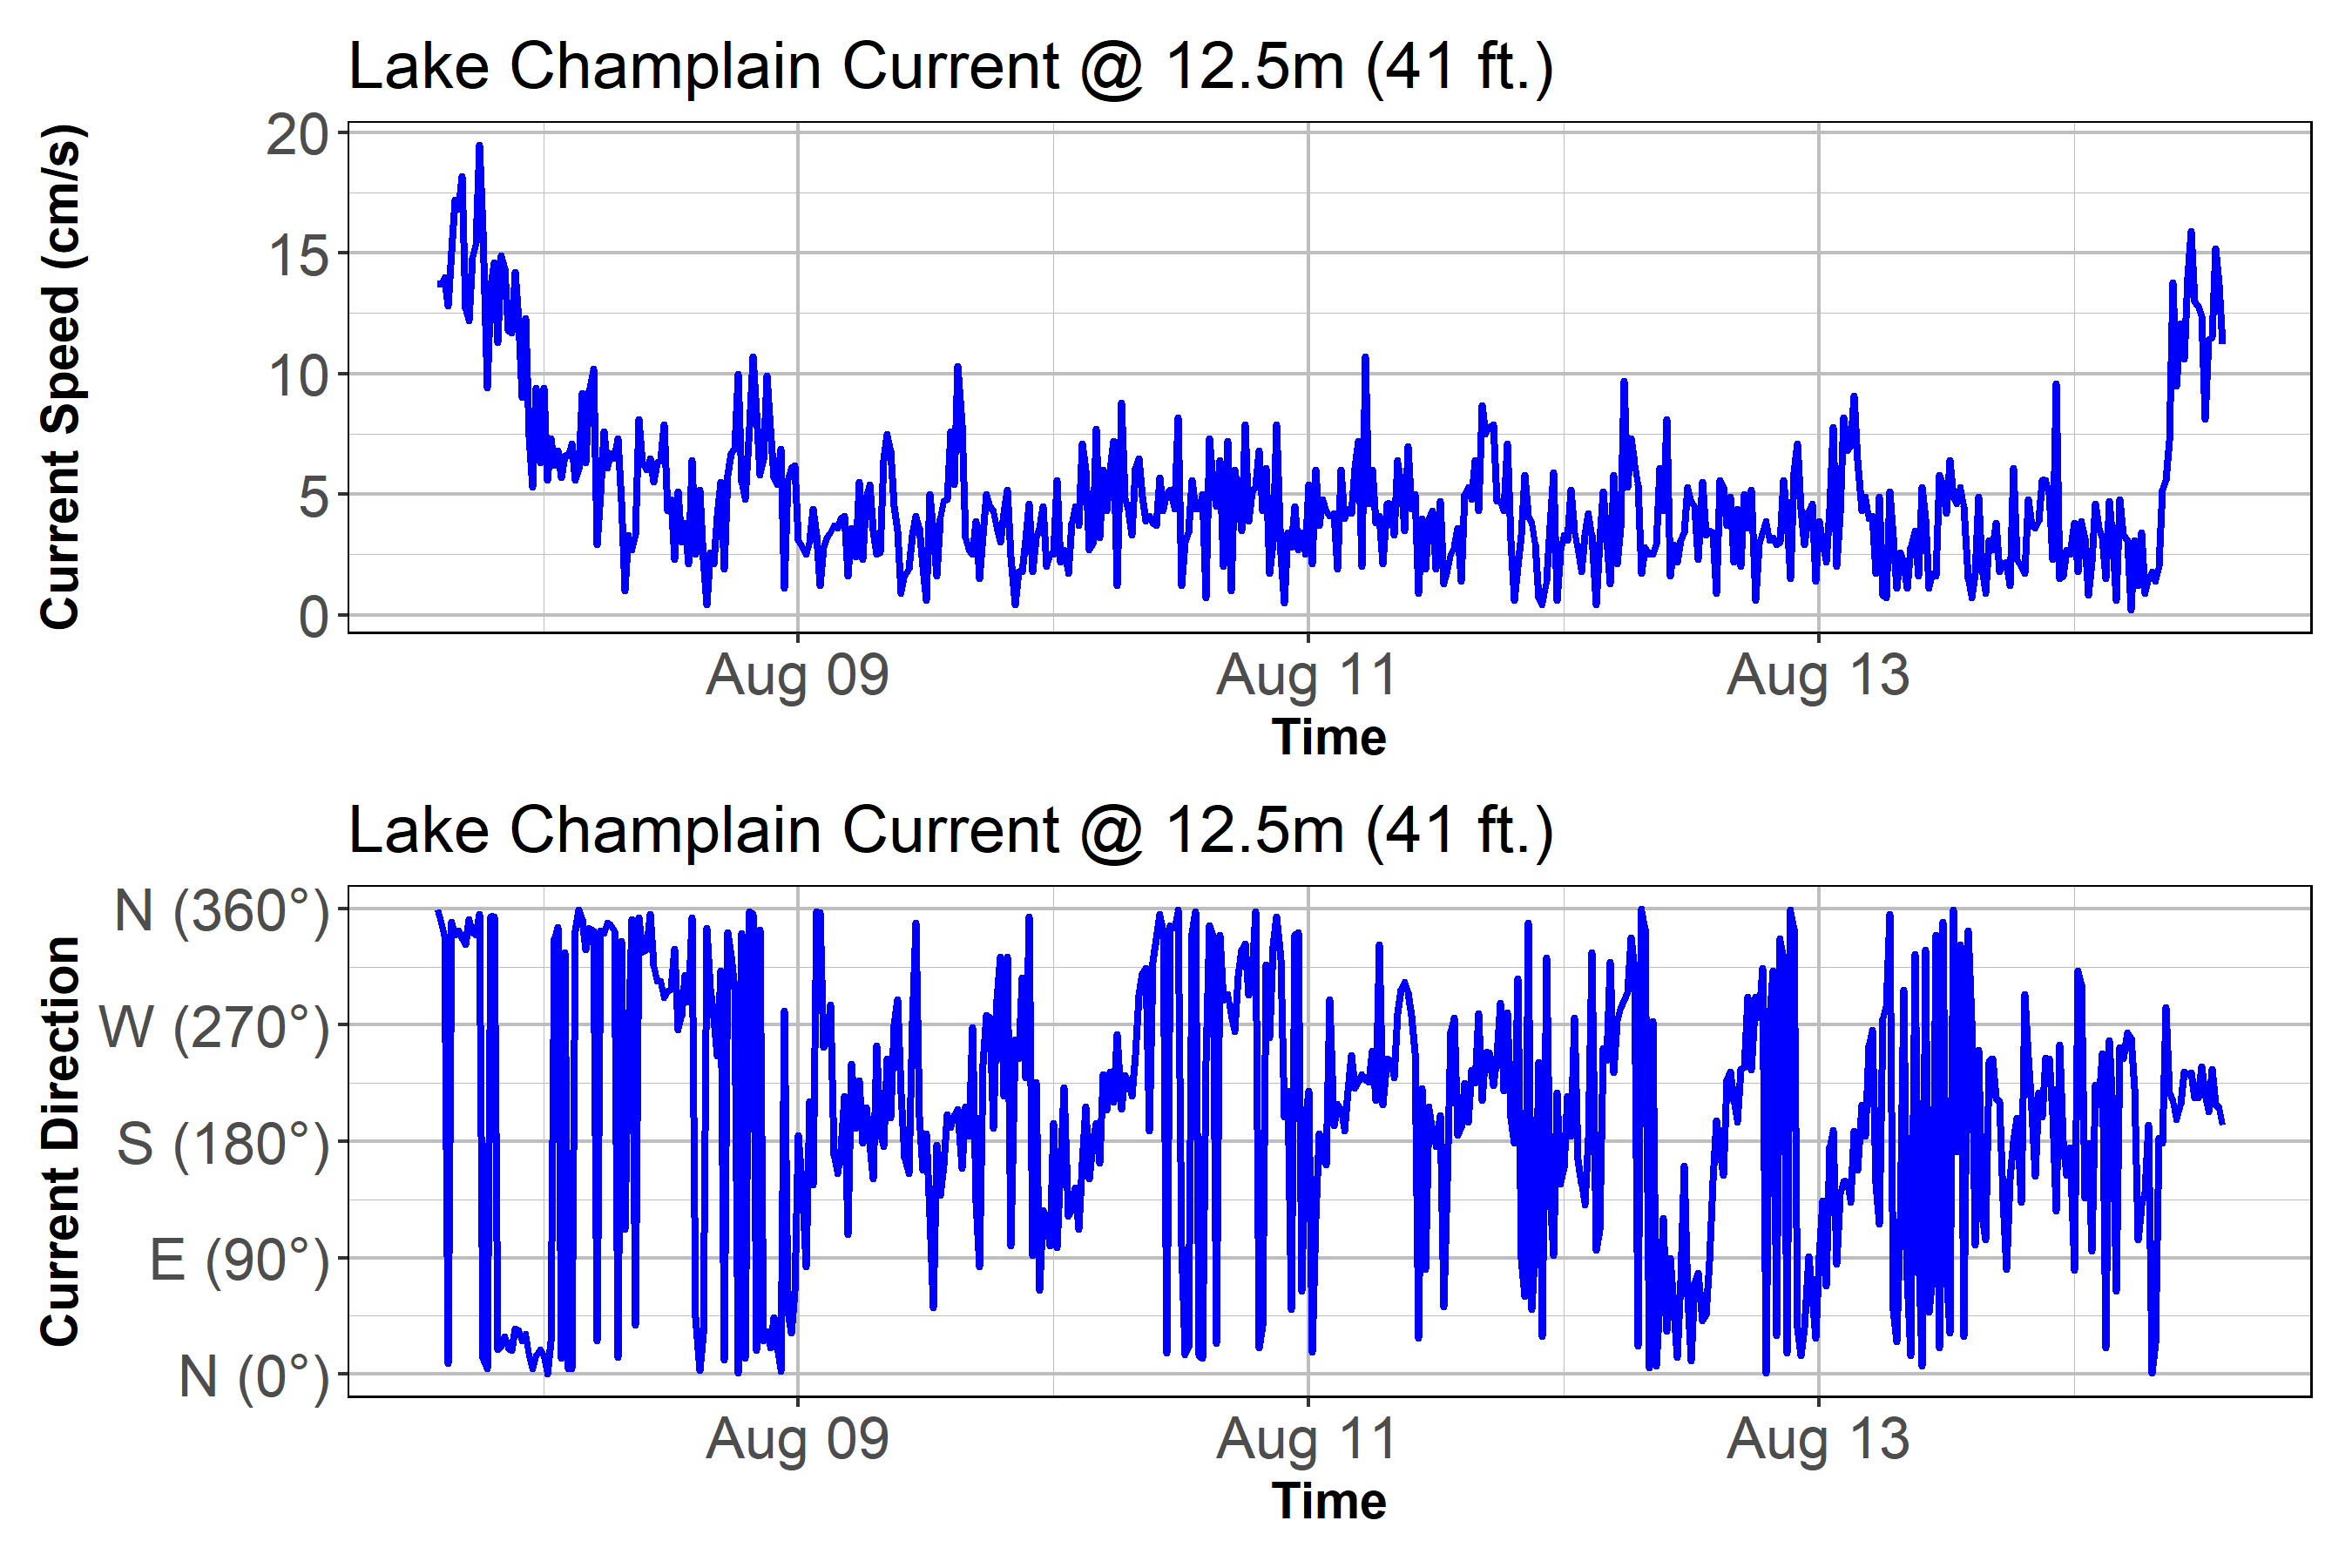 Lake Champlain Current @ 12.5m (41 ft.)
Current Speed (cm/s)
20
15
10
5
0
Aug 09 Aug 11 Aug 13
Time
Lake Champlain Current @ 12.5m (41 ft.)
Current Direction
N (360°)
W (270°)
S (180°)
E (90°)
N (0°)
Aug 09 Aug 11 Aug 13
Time